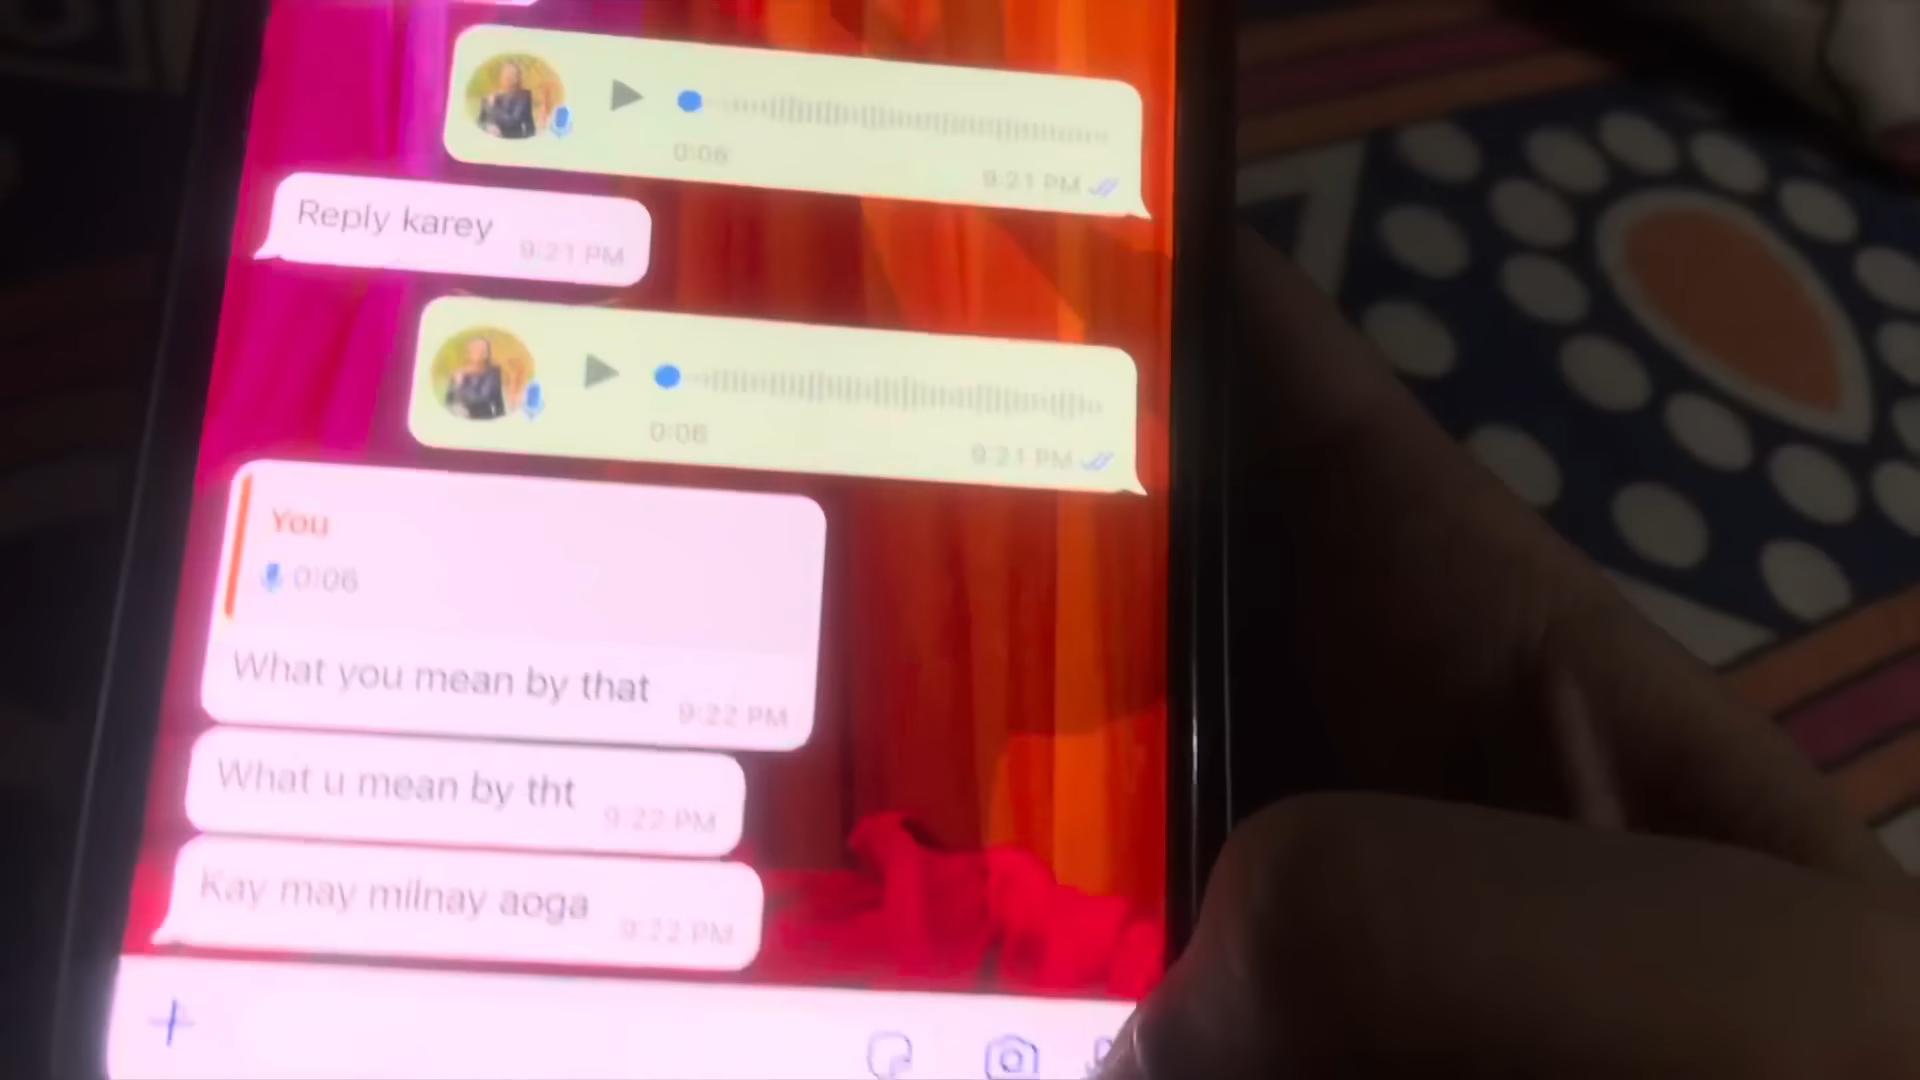 0:06
9:21 PM
Reply karey
9:21 PM
0:06
9:21 PM
You
0:06
What you mean by that
9:22 PM
What u mean by tht
9:22 PM
Kay may milnay aoga
9:22 PM